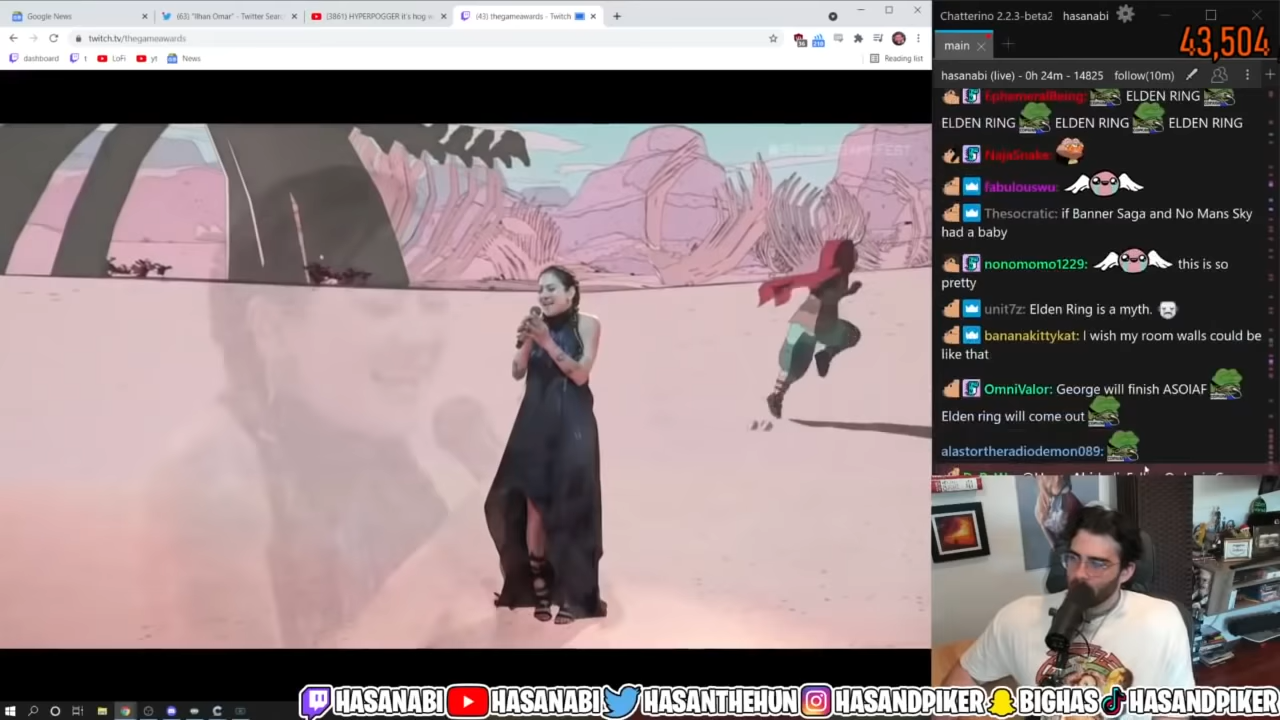 Google News
(63) "Ilhan Omar" - Twitter Sear
(3861) HYPERPOGGER it's hog
(43) thegameawards - Twitch
twitch.tv/thegameawards
dashboard
t
LoFi
yt
News
Reading list
Chatterino 2.2.3-beta2
hasanabi
main
43,504
hasanabi (live) - 0h 24m - 14825
follow(10m)
EphemeralBeing: ELDEN RING
ELDEN RING ELDEN RING ELDEN RING
NajaSnake:
fabulouswu:
Thesocratic: if Banner Saga and No Mans Sky
had a baby
nonomomo1229: this is so
pretty
unit7z: Elden Ring is a myth.
bananakittykat: I wish my room walls could be
like that
OmniValor: George will finish ASOIAF
Elden ring will come out
alastortheradiodemon089:
HASANABI HASANABI HASANTHEHUN HASANDPIKER BIGHAS HASANDPIKER